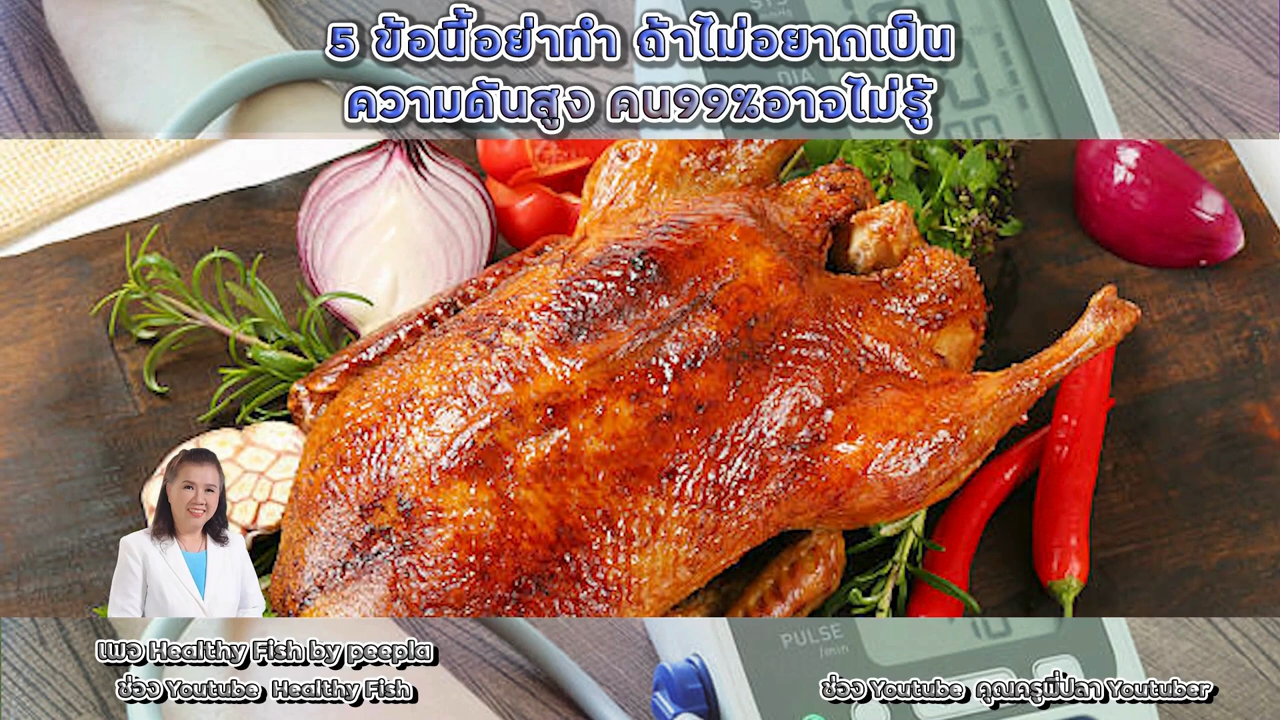 5 ข้อนี้อย่าทำ ถ้าไม่อยากเป็น
ความดันสูง คน99%อาจไม่รู้
SYS
DIA
PULSE
/min
เพจ Healthy Fish by peepla
ช่อง Youtube Healthy Fish
ช่อง Youtube คุณครูพี่ปลา Youtuber